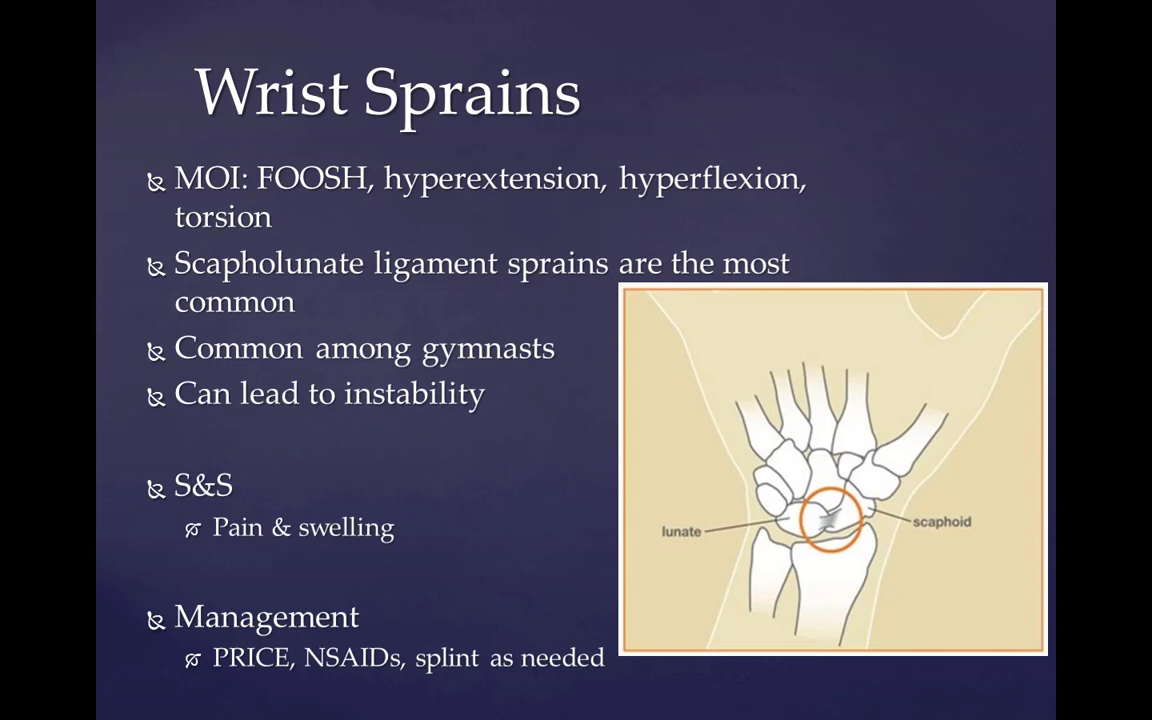 Wrist Sprains
MOI: FOOSH, hyperextension, hyperflexion,
torsion
Scapholunate ligament sprains are the most
common
Common among gymnasts
Can lead to instability
S&S
Pain & swelling
Management
PRICE, NSAIDs, splint as needed
lunate
scaphoid